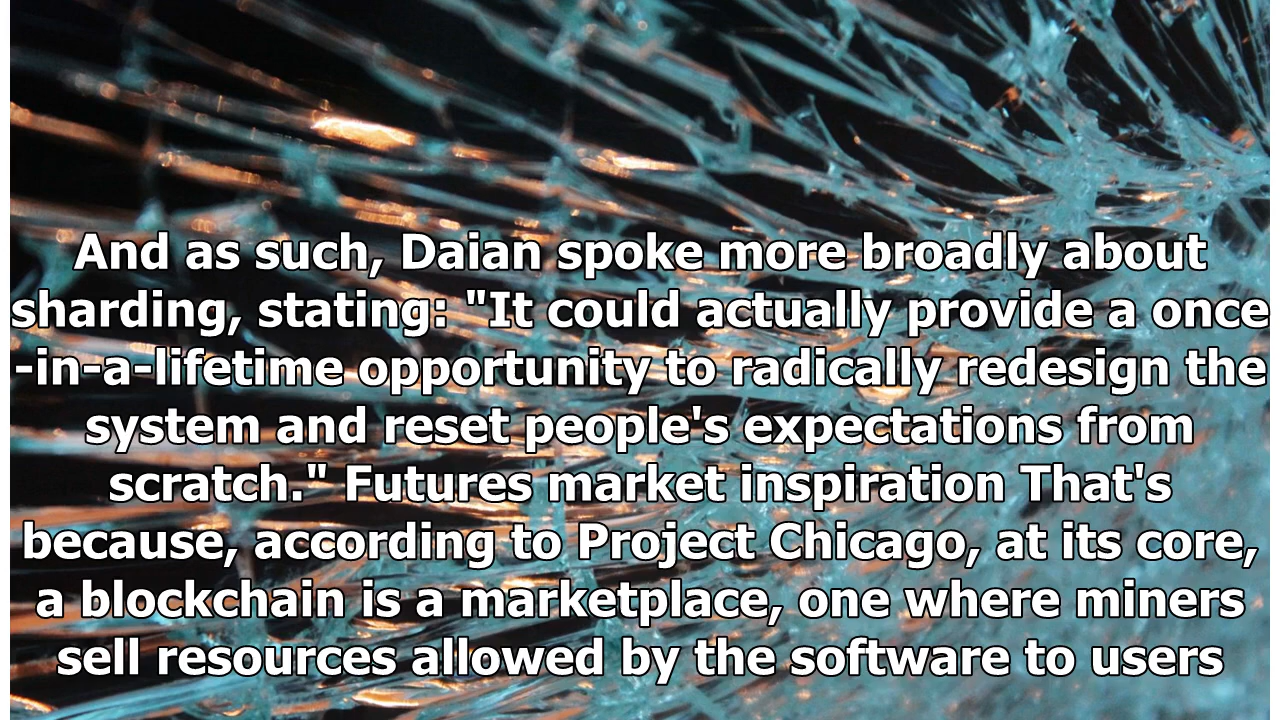 And as such, Daian spoke more broadly about
sharding, stating: "It could actually provide a once
-in-a-lifetime opportunity to radically redesign the
system and reset people's expectations from
scratch." Futures market inspiration That's
because, according to Project Chicago, at its core,
a blockchain is a marketplace, one where miners
sell resources allowed by the software to users